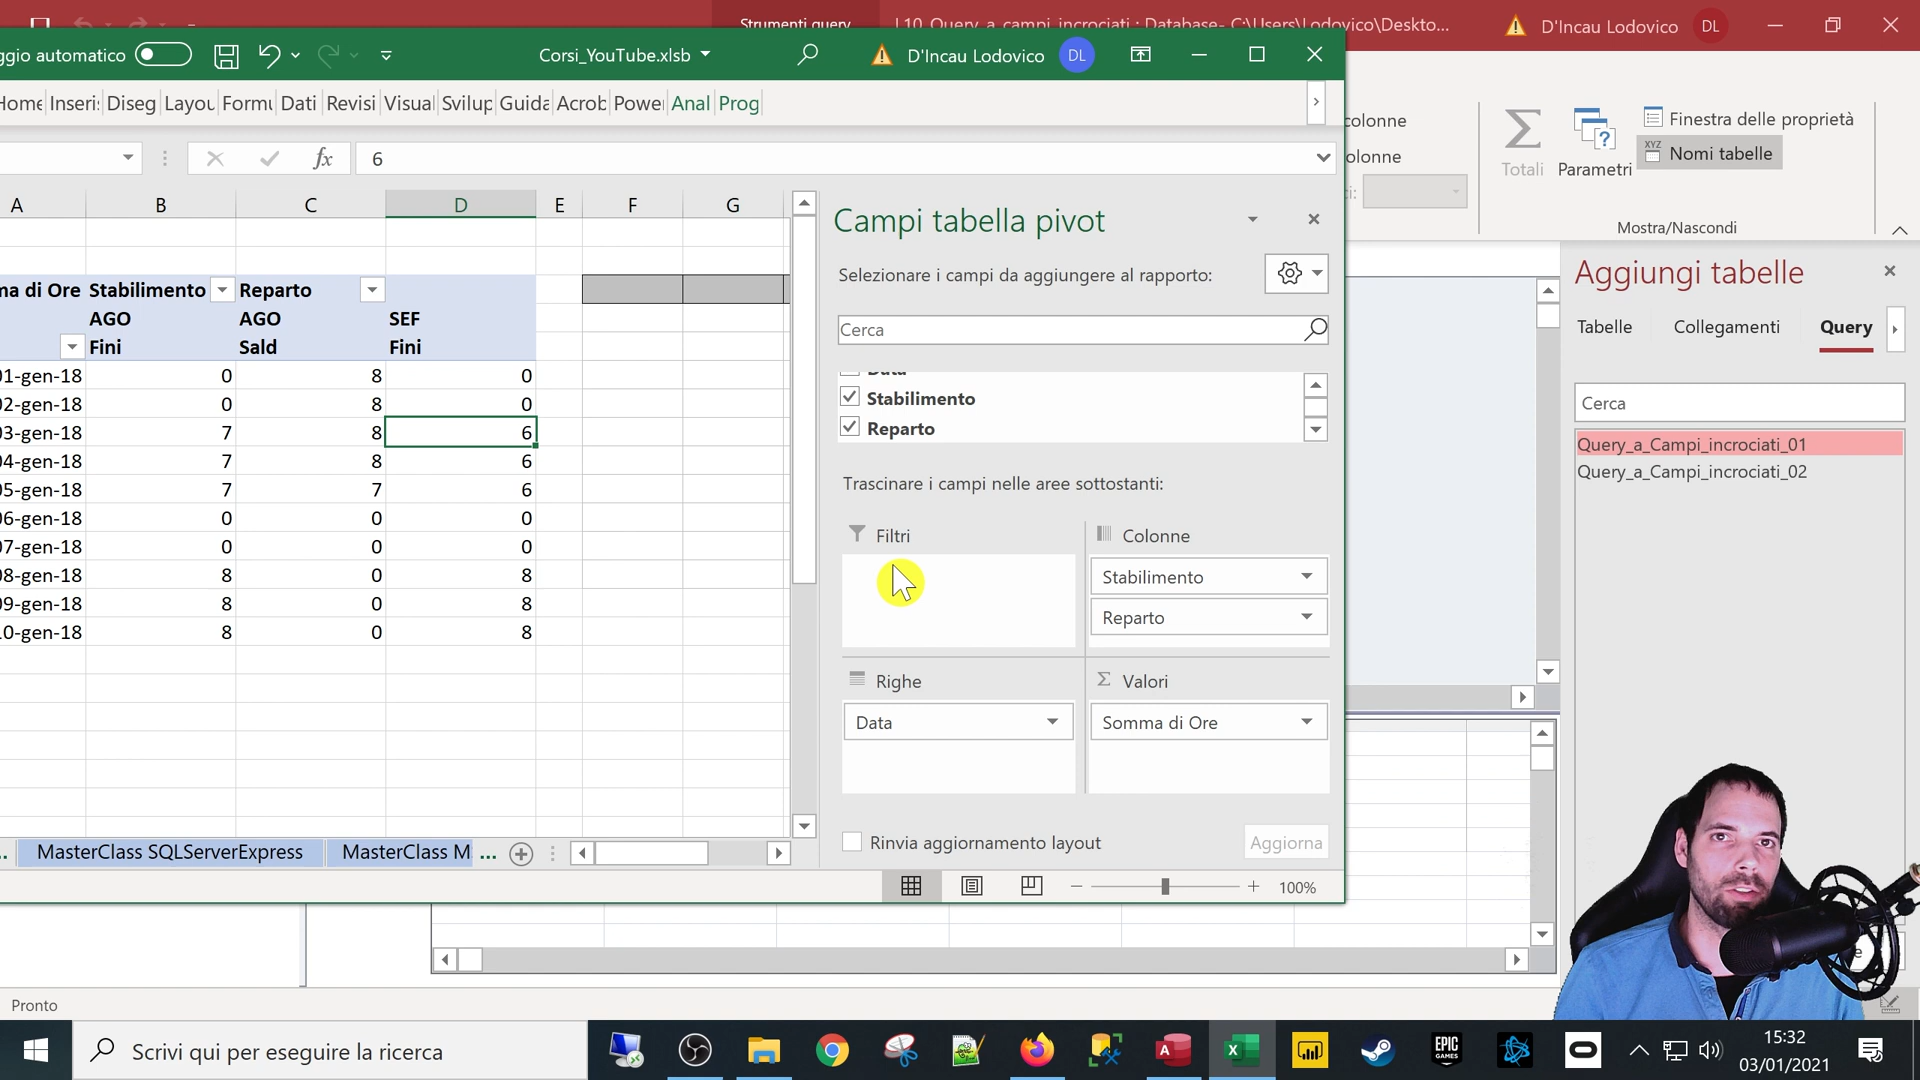 Strumenti query
L10_Query_a_campi_incrociati : Database- C:\Users\Lodovico\Deskto...
D'Incau Lodovico
DL
ggio automatico
Corsi_YouTube.xlsb
D'Incau Lodovico
DL
Home Inseri Diseg Layou Formu Dati Revisi Visual Svilup Guida Acrob Power Anal Prog
colonne
olonne
Totali
Parametri
Finestra delle proprietà
XYZ
Nomi tabelle
Mostra/Nascondi
fx
6
A B C D E F G
ma di Ore Stabilimento Reparto
AGO AGO SEF
Fini Sald Fini
01-gen-18 0 8 0
02-gen-18 0 8 0
03-gen-18 7 8 6
04-gen-18 7 8 6
05-gen-18 7 7 6
06-gen-18 0 0 0
07-gen-18 0 0 0
08-gen-18 8 0 8
09-gen-18 8 0 8
10-gen-18 8 0 8
Campi tabella pivot
Selezionare i campi da aggiungere al rapporto:
Cerca
Data
Stabilimento
Reparto
Trascinare i campi nelle aree sottostanti:
Filtri
Colonne
Stabilimento
Reparto
Righe
Σ Valori
Data
Somma di Ore
Rinvia aggiornamento layout
Aggiorna
... MasterClass SQLServerExpress
MasterClass M ...
100%
Aggiungi tabelle
Tabelle
Collegamenti
Query
Cerca
Query_a_Campi_incrociati_01
Query_a_Campi_incrociati_02
Pronto
Scrivi qui per eseguire la ricerca
EPIC
GAMES
15:32
03/01/2021